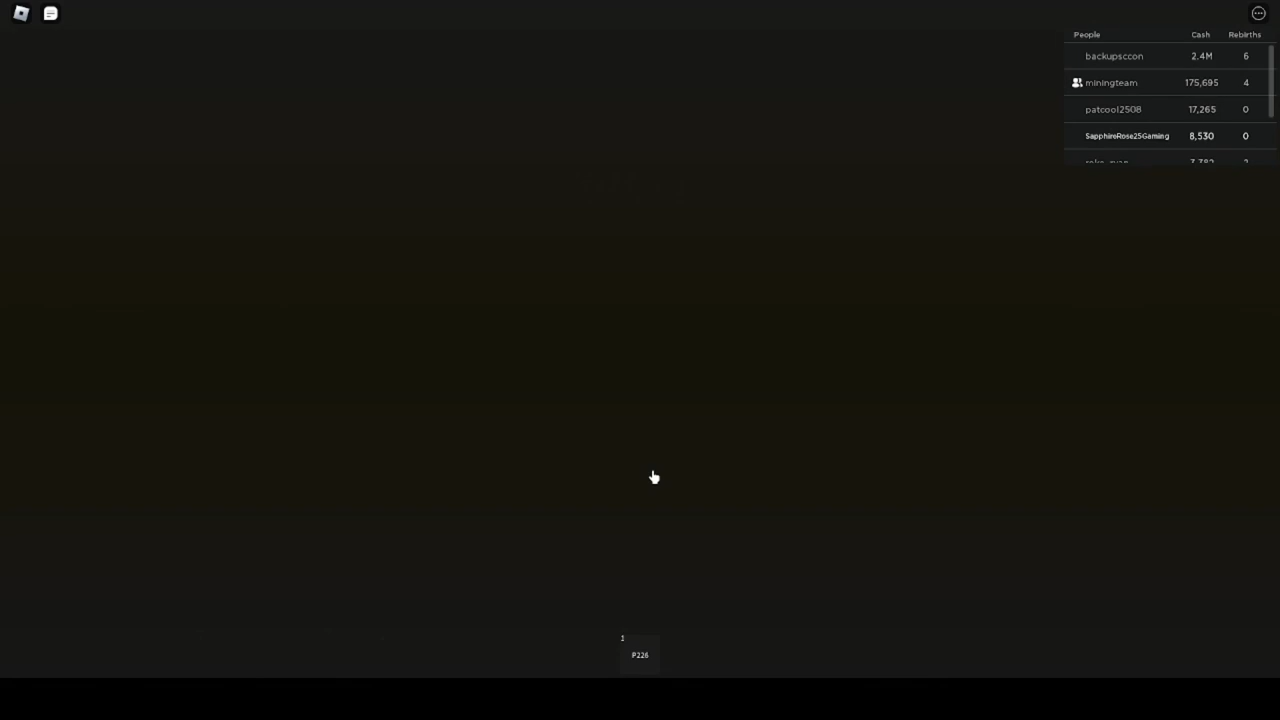 People Cash Rebirths
backupsccon 2.4M 6
miningteam 175,695 4
patcool2508 17,265 0
SapphireRose25Gaming 8,530 0
1
P226